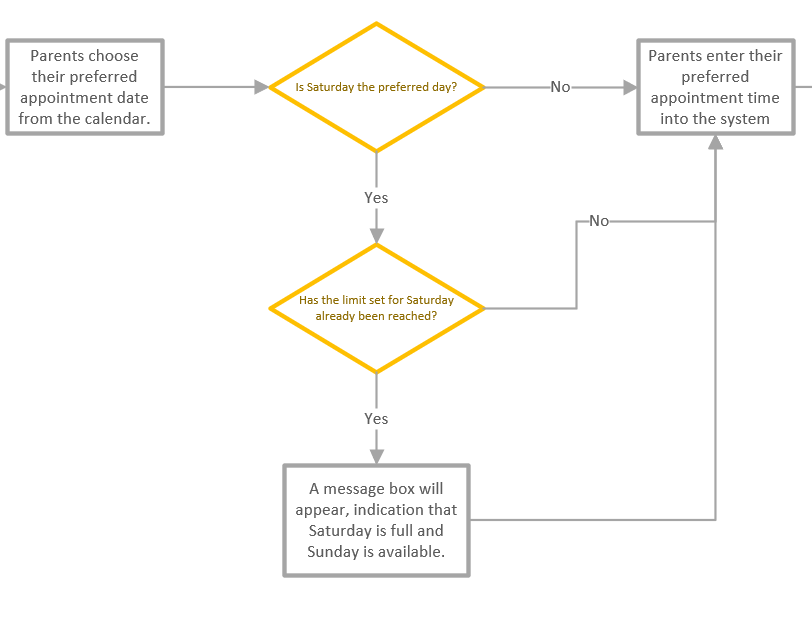 Parents choose
their preferred
appointment date
from the calendar.
Is Saturday the preferred day?
No
Parents enter their
preferred
appointment time
into the system
Yes
No
Has the limit set for Saturday
already been reached?
Yes
A message box will
appear, indication that
Saturday is full and
Sunday is available.